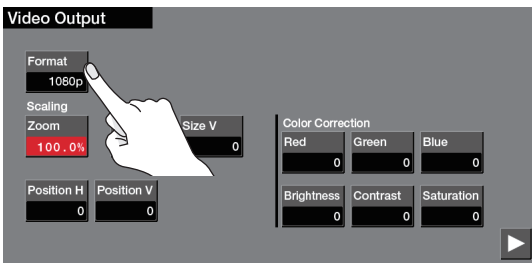 Video Output
Format
1080p
Scaling
Zoom
100.0%
Size V
0
Position H
0
Position V
0
Color Correction
Red
0
Green
0
Blue
0
Brightness
0
Contrast
0
Saturation
0